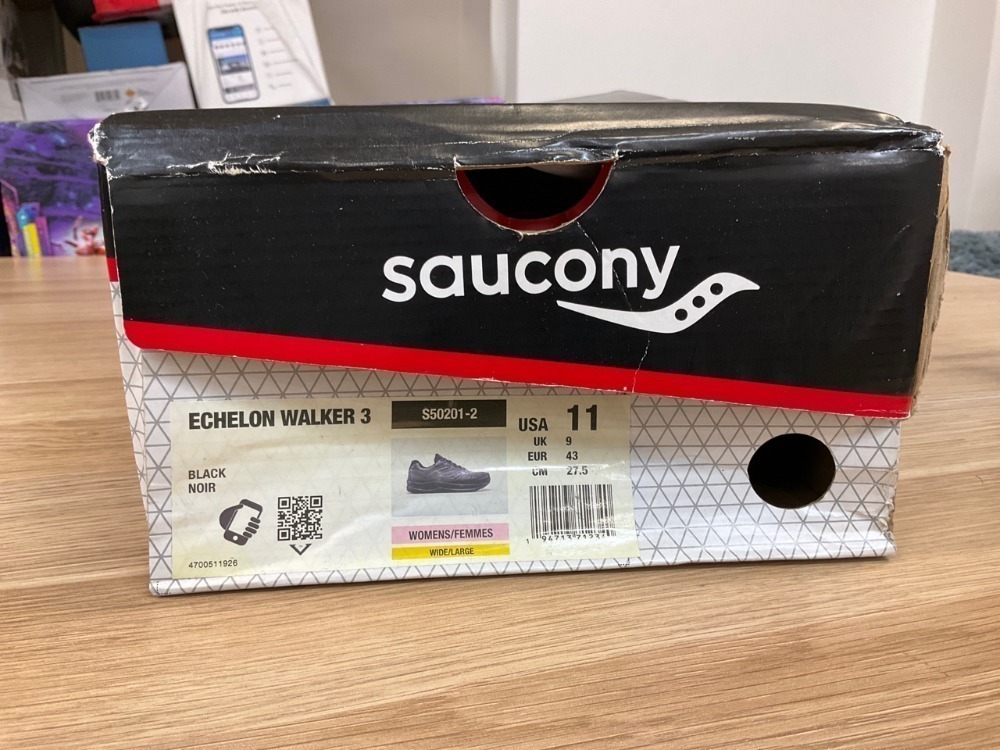 saucony
ECHELON WALKER 3
BLACK
NOIR
4700511926
S50201-2
WOMENS/FEMMES
WIDE/LARGE
USA 11
UK 9
EUR 43
CM 27.5